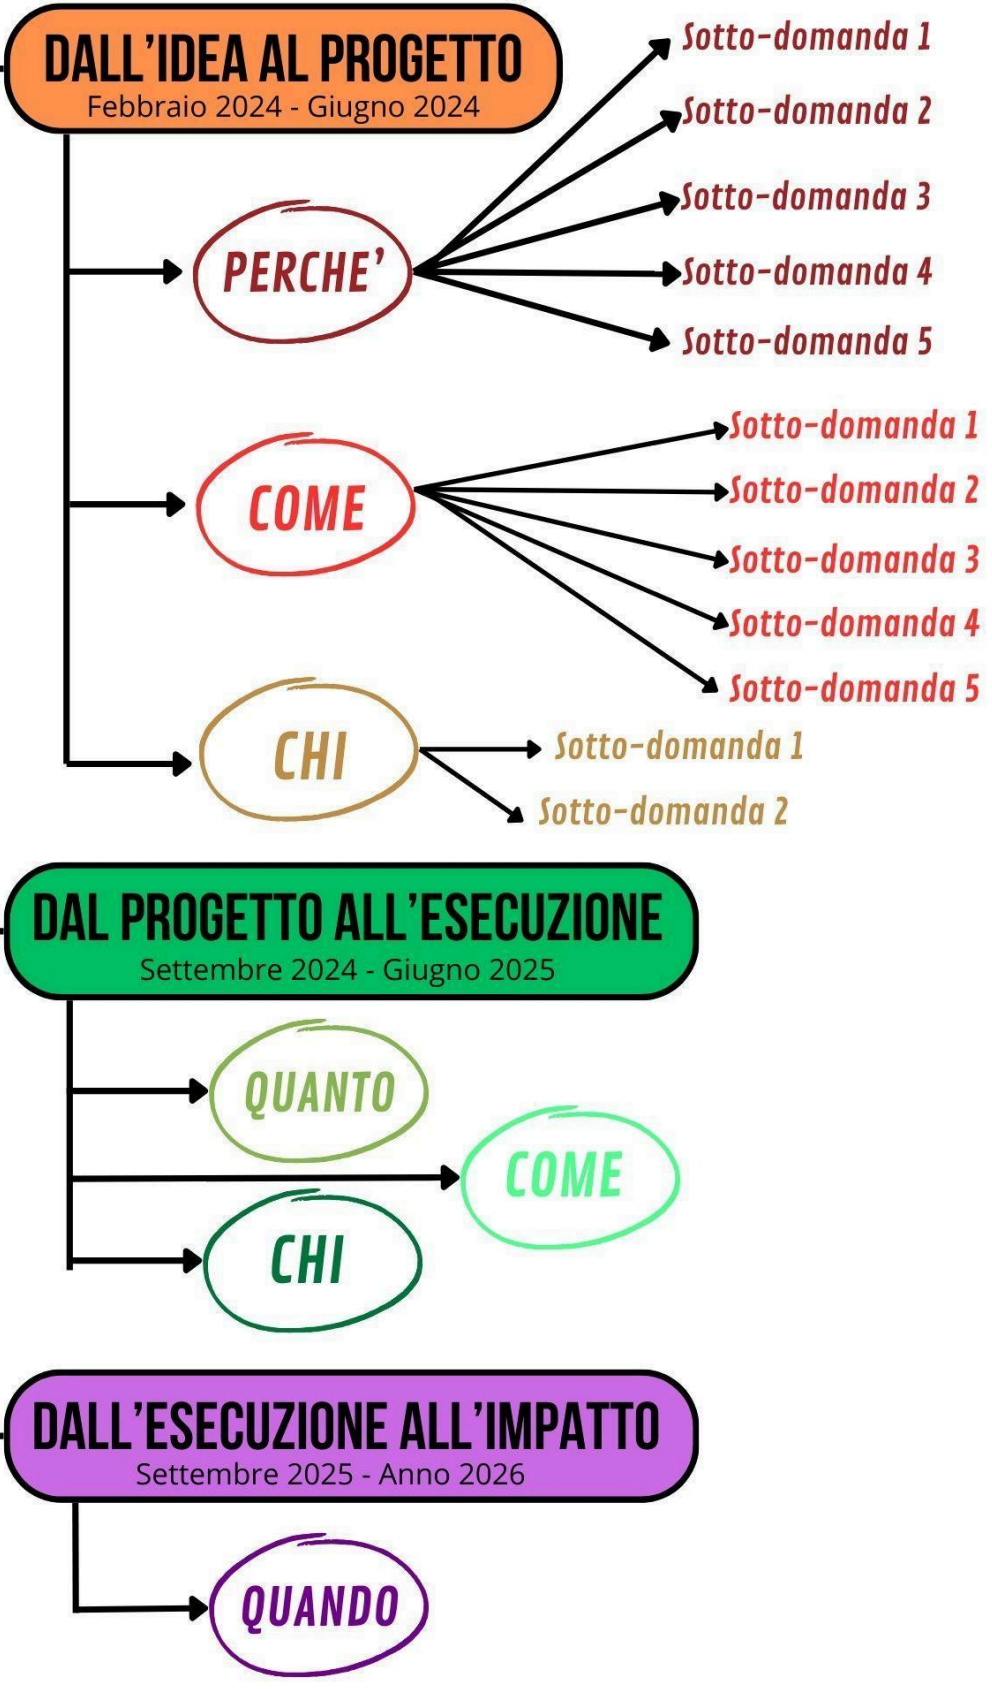 DALL'IDEA AL PROGETTO
Febbraio 2024 - Giugno 2024
PERCHE'
Sotto-domanda 1
Sotto-domanda 2
Sotto-domanda 3
Sotto-domanda 4
Sotto-domanda 5
COME
Sotto-domanda 1
Sotto-domanda 2
Sotto-domanda 3
Sotto-domanda 4
Sotto-domanda 5
CHI
Sotto-domanda 1
Sotto-domanda 2
DAL PROGETTO ALL'ESECUZIONE
Settembre 2024 - Giugno 2025
QUANTO
COME
CHI
DALL'ESECUZIONE ALL'IMPATTO
Settembre 2025 - Anno 2026
QUANDO